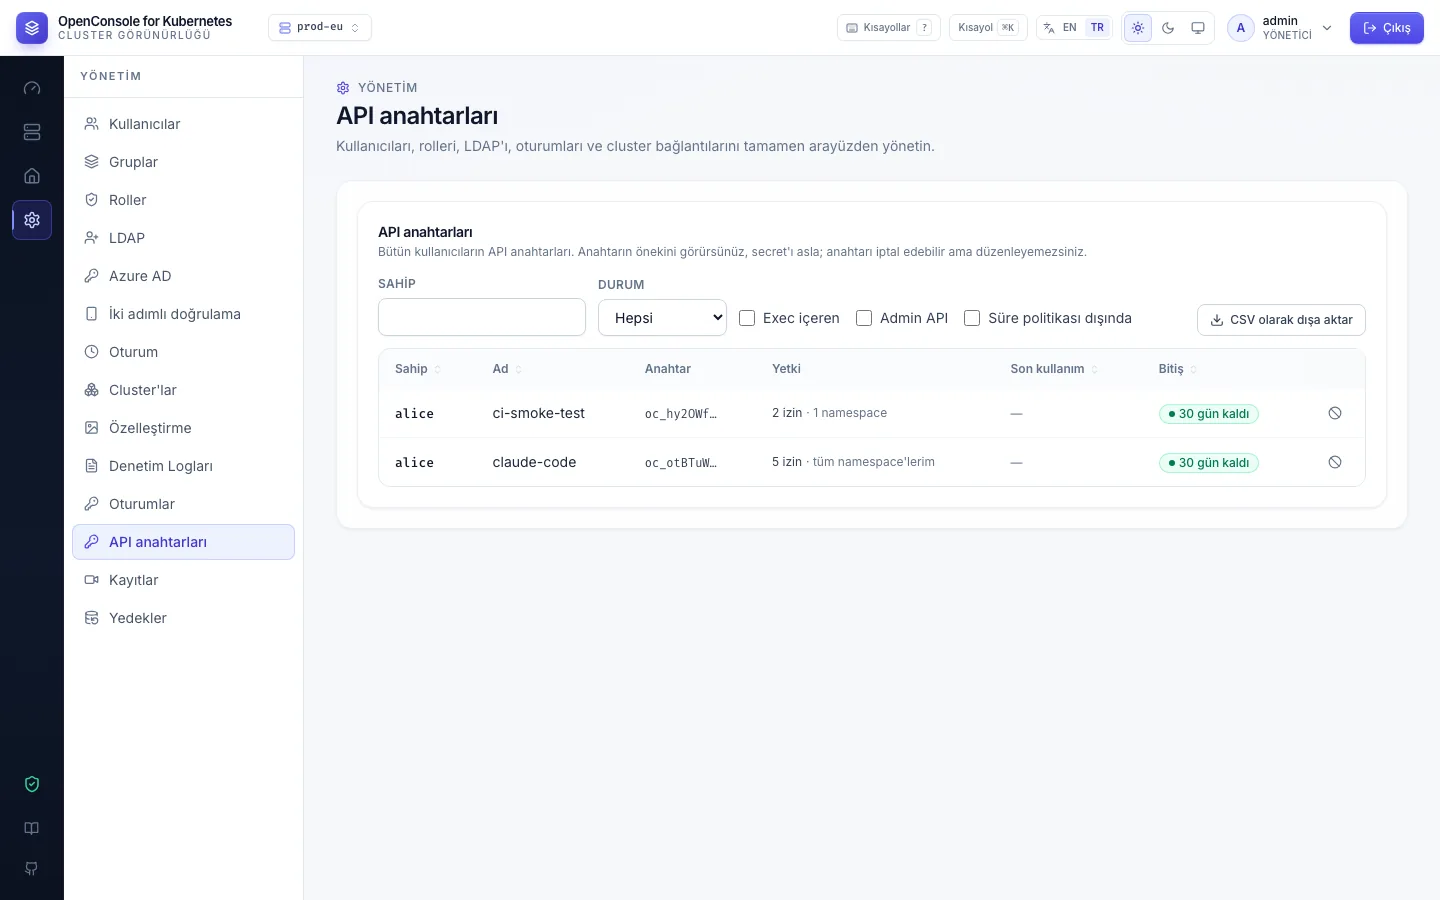 OpenConsole for Kubernetes
CLUSTER GÖRÜNÜRLÜĞÜ
prod-eu
Kısayollar ?
Kısayol ⌘K
EN TR
A
admin
YÖNETİCİ
Çıkış
YÖNETİM
Kullanıcılar
Gruplar
Roller
LDAP
Azure AD
İki adımlı doğrulama
Oturum
Cluster'lar
Özelleştirme
Denetim Logları
Oturumlar
API anahtarları
Kayıtlar
Yedekler
YÖNETİM
API anahtarları
Kullanıcıları, rolleri, LDAP'ı, oturumları ve cluster bağlantılarını tamamen arayüzden yönetin.
API anahtarları
Bütün kullanıcıların API anahtarları. Anahtarın önekini görürsünüz, secret'ı asla; anahtarı iptal edebilir ama düzenleyemezsiniz.
SAHİP
DURUM
Hepsi
Exec içeren
Admin API
Süre politikası dışında
CSV olarak dışa aktar
Sahip Ad Anahtar Yetki Son kullanım Bitiş
alice ci-smoke-test oc_hy2OWf… 2 izin · 1 namespace — 30 gün kaldı
alice claude-code oc_otBTuW… 5 izin · tüm namespace'lerim — 30 gün kaldı